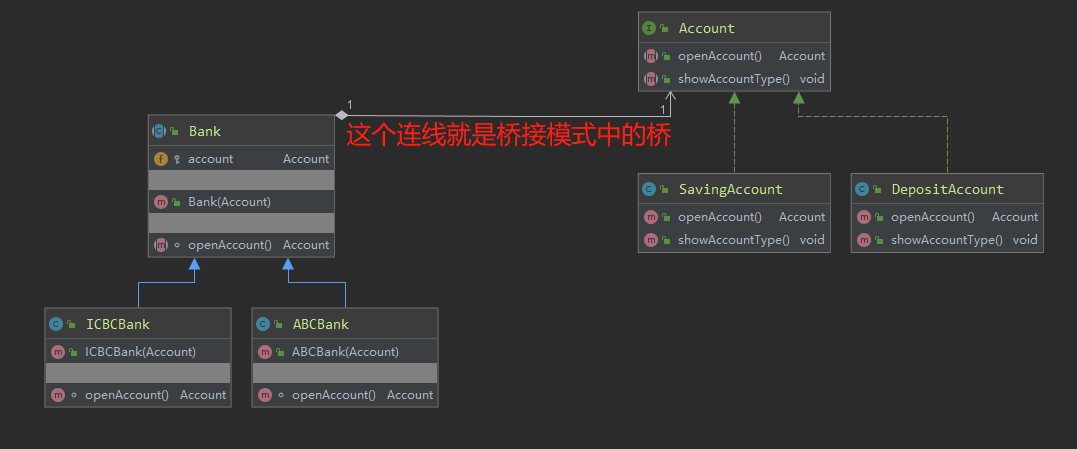 Account
openAccount() Account
showAccountType() void
1
1
这个连线就是桥接模式中的桥
Bank
account Account
Bank(Account)
openAccount() Account
SavingAccount
openAccount() Account
showAccountType() void
DepositAccount
openAccount() Account
showAccountType() void
ICBCBank
ICBCBank(Account)
openAccount() Account
ABCBank
ABCBank(Account)
openAccount() Account